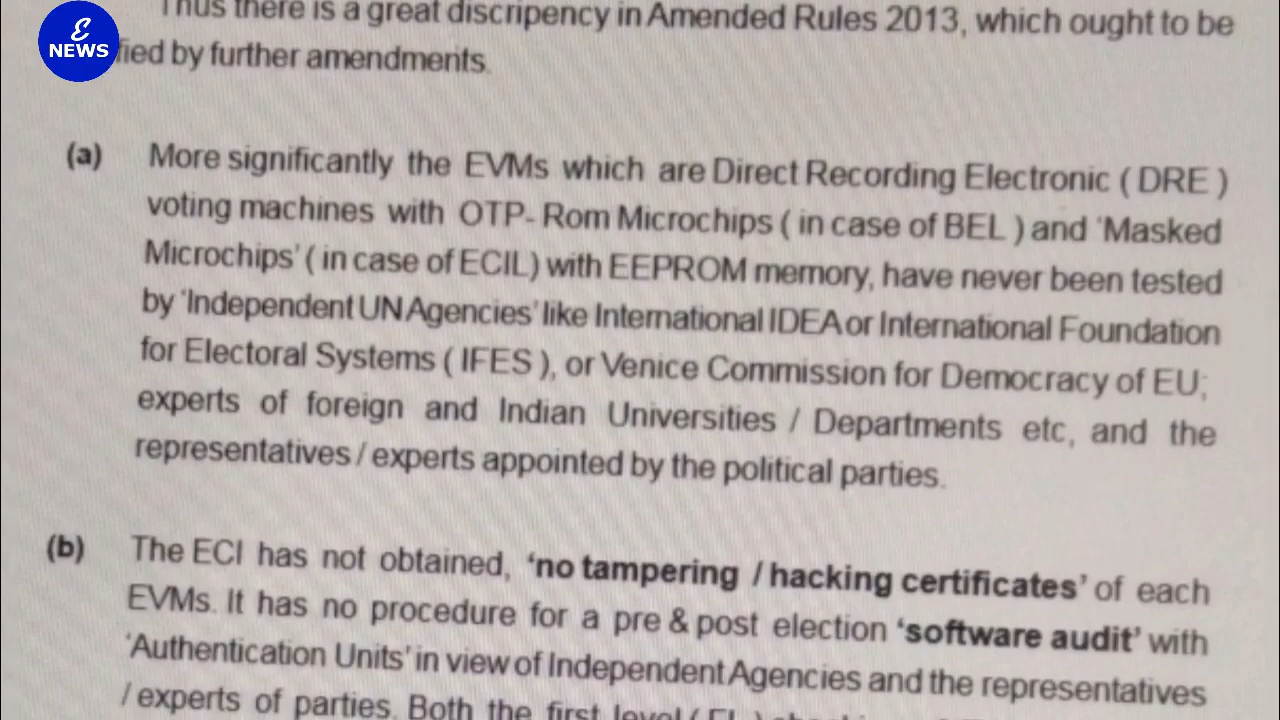 ℰ
NEWS
Thus there is a great discripency in Amended Rules 2013, which ought to be
fied by further amendments.
(a) More significantly the EVMs which are Direct Recording Electronic ( DRE )
voting machines with OTP- Rom Microchips ( in case of BEL ) and 'Masked
Microchips' ( in case of ECIL) with EEPROM memory, have never been tested
by 'Independent UN Agencies' like International IDEA or International Foundation
for Electoral Systems ( IFES ), or Venice Commission for Democracy of EU;
experts of foreign and Indian Universities / Departments etc, and the
representatives / experts appointed by the political parties.
(b) The ECI has not obtained, 'no tampering / hacking certificates' of each
EVMs. It has no procedure for a pre & post election 'software audit' with
'Authentication Units' in view of Independent Agencies and the representatives
/ experts of parties. Both the first level ( FL )